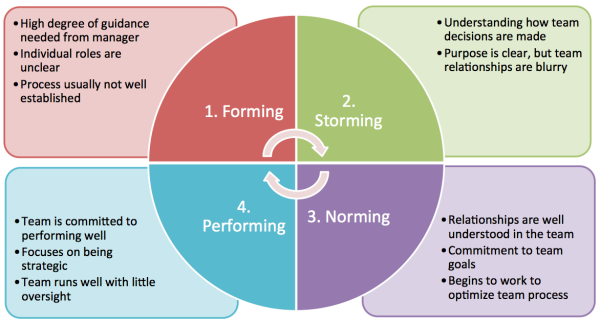 • High degree of guidance
needed from manager
• Individual roles are
unclear
• Process usually not well
established
• Understanding how team
decisions are made
• Purpose is clear, but team
relationships are blurry
1. Forming
2.
Storming
4.
Performing
3. Norming
• Team is committed to
performing well
• Focuses on being
strategic
• Team runs well with little
oversight
• Relationships are well
understood in the team
• Commitment to team
goals
• Begins to work to
optimize team process